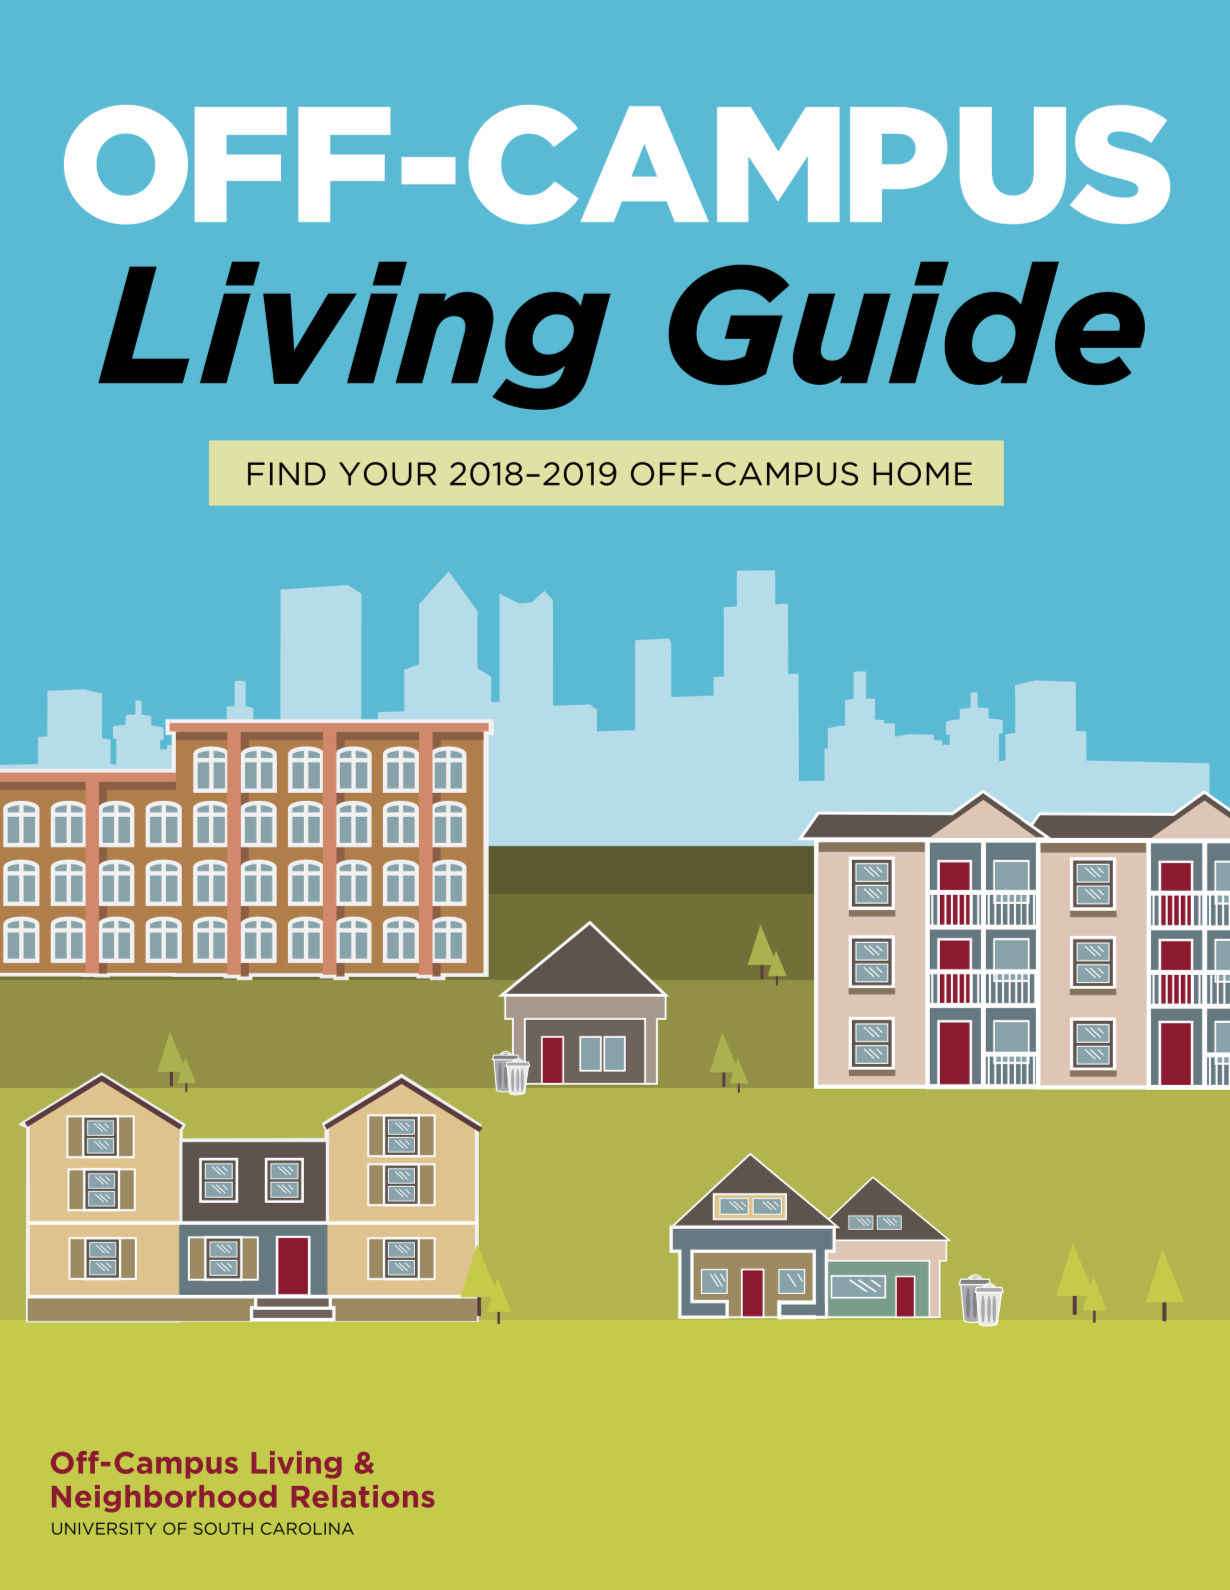 OFF-CAMPUS
Living Guide
FIND YOUR 2018–2019 OFF-CAMPUS HOME
Off-Campus Living &
Neighborhood Relations
UNIVERSITY OF SOUTH CAROLINA